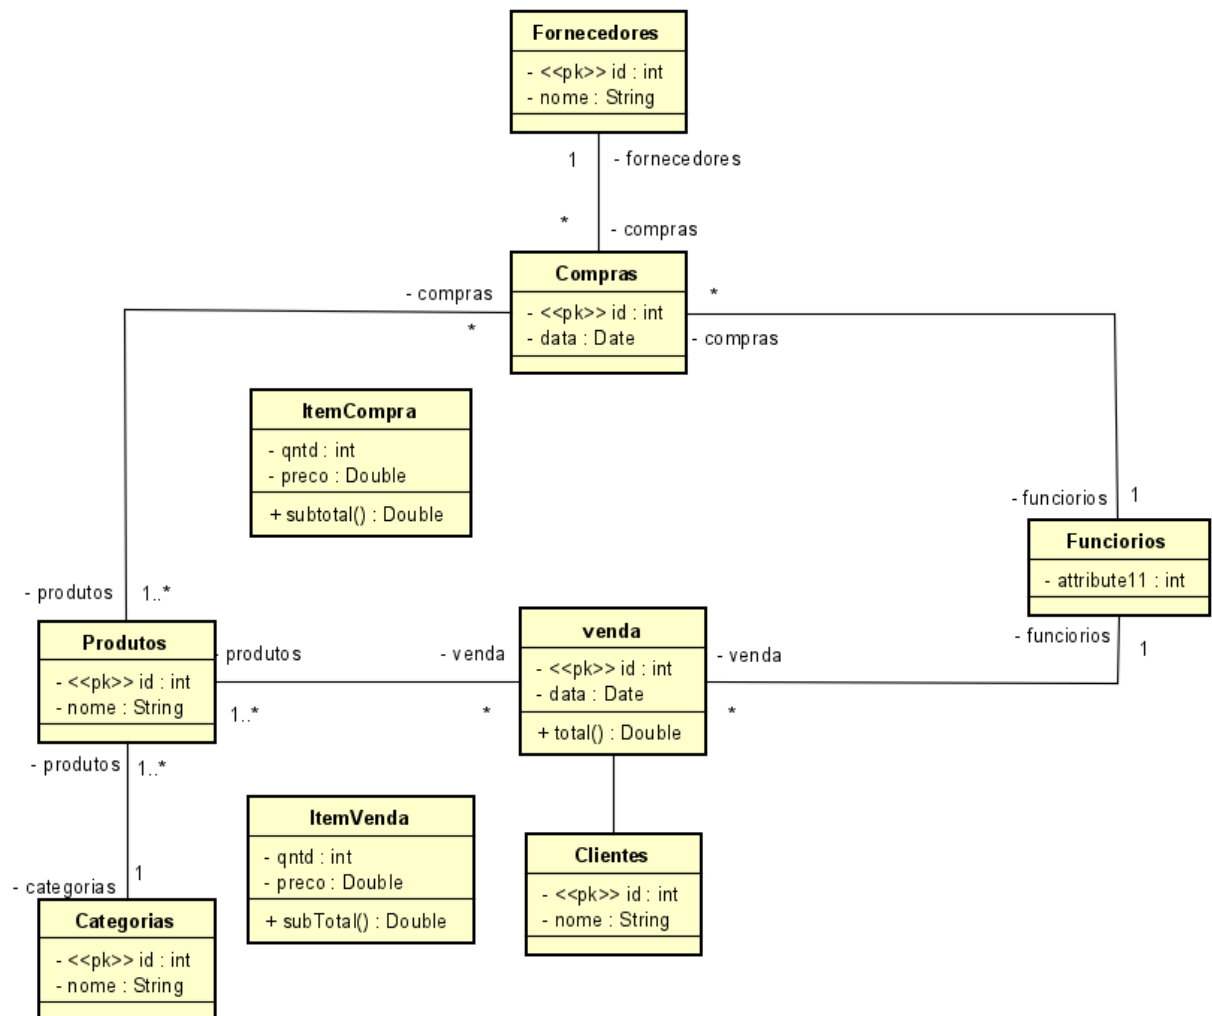 Fornecedores
- <<pk>> id : int
- nome : String
1
- fornecedores
*
- compras
Compras
- <<pk>> id : int
- data : Date
- compras
*
*
- compras
ItemCompra
- qntd : int
- preco : Double
+ subtotal() : Double
- funciorios
1
Funciorios
- attribute11 : int
- funciorios
1
- produtos
1..*
Produtos
- <<pk>> id : int
- nome : String
- produtos
1..*
- venda
*
venda
- <<pk>> id : int
- data : Date
+ total() : Double
- venda
*
- produtos
1..*
ItemVenda
- qntd : int
- preco : Double
+ subTotal() : Double
Clientes
- <<pk>> id : int
- nome : String
1
- categorias
Categorias
- <<pk>> id : int
- nome : String